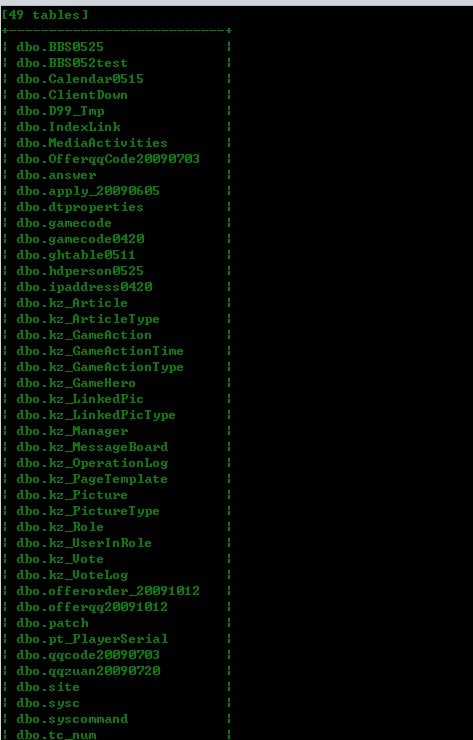 [49 tables]
+---------------------------+
| dbo.BBS0525 |
| dbo.BBS052test |
| dbo.Calendar0515 |
| dbo.ClientDown |
| dbo.D99_Tmp |
| dbo.IndexLink |
| dbo.MediaActivities |
| dbo.OfferqqCode20090703 |
| dbo.answer |
| dbo.apply_20090605 |
| dbo.dtproperties |
| dbo.gamecode |
| dbo.gamecode0420 |
| dbo.ghtable0511 |
| dbo.hdperson0525 |
| dbo.ipaddress0420 |
| dbo.kz_Article |
| dbo.kz_ArticleType |
| dbo.kz_GameAction |
| dbo.kz_GameActionTime |
| dbo.kz_GameActionType |
| dbo.kz_GameHero |
| dbo.kz_LinkedPic |
| dbo.kz_LinkedPicType |
| dbo.kz_Manager |
| dbo.kz_MessageBoard |
| dbo.kz_OperationLog |
| dbo.kz_PageTemplate |
| dbo.kz_Picture |
| dbo.kz_PictureType |
| dbo.kz_Role |
| dbo.kz_UserInRole |
| dbo.kz_Vote |
| dbo.kz_VoteLog |
| dbo.offerorder_20091012 |
| dbo.offerqq20091012 |
| dbo.patch |
| dbo.pt_PlayerSerial |
| dbo.qqcode20090703 |
| dbo.qqzuan20090720 |
| dbo.site |
| dbo.sysc |
| dbo.syscommand |
| dbo.tc_num |